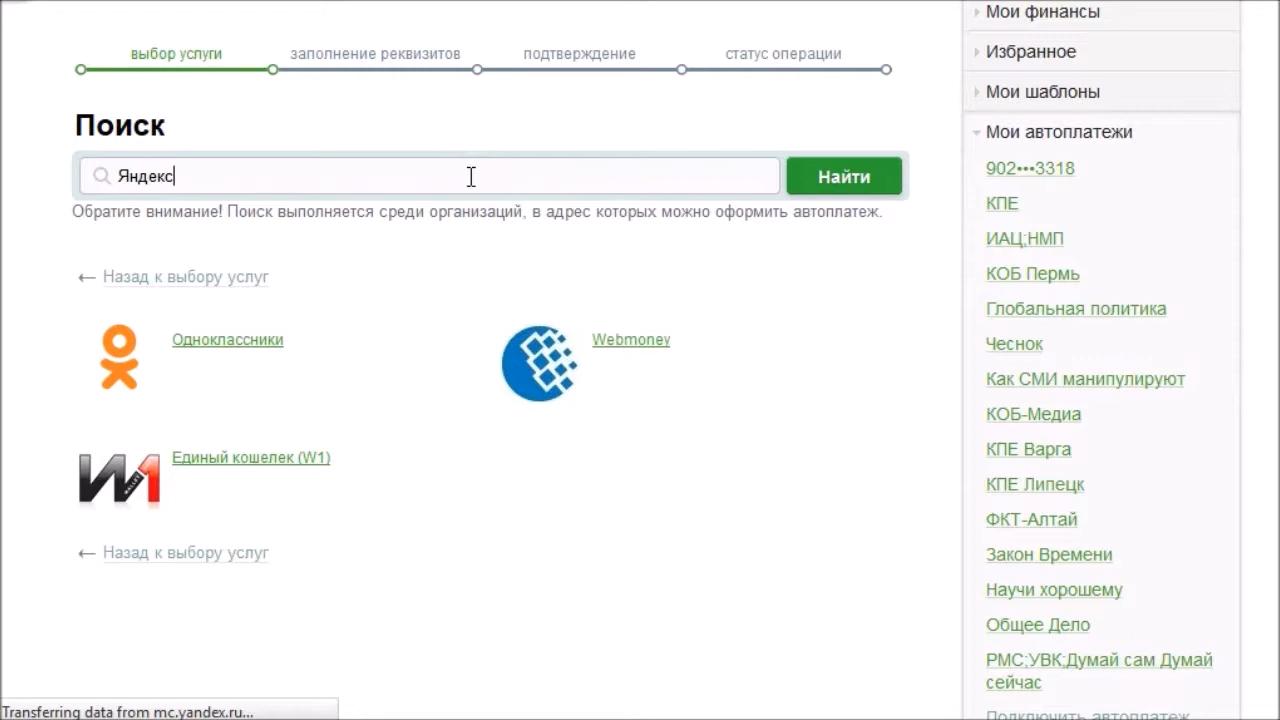 выбор услуги
заполнение реквизитов
подтверждение
статус операции
Поиск
Яндекс
Найти
Обратите внимание! Поиск выполняется среди организаций, в адрес которых можно оформить автоплатеж.
← Назад к выбору услуг
Одноклассники
Webmoney
W1
Единый кошелек (W1)
← Назад к выбору услуг
Transferring data from mc.yandex.ru...
Мои финансы
Избранное
Мои шаблоны
Мои автоплатежи
902•••3318
КПЕ
ИАЦ;НМП
КОБ Пермь
Глобальная политика
Чеснок
Как СМИ манипулируют
КОБ-Медиа
КПЕ Варга
КПЕ Липецк
ФКТ-Алтай
Закон Времени
Научи хорошему
Общее Дело
РМС;УВК;Думай сам Думай
сейчас
Подключить автоплатеж